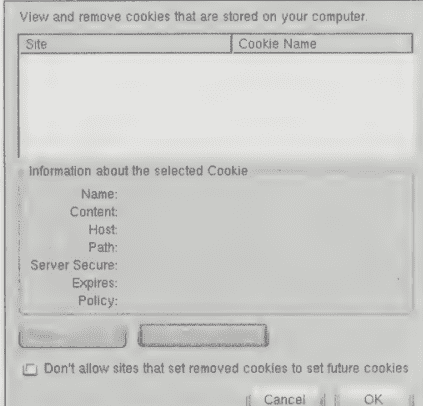 View and remove cookies that are stored on your computer.
Site Cookie Name
Information about the selected Cookie
Name:
Content:
Host:
Path:
Server Secure:
Expires:
Policy:
Don't allow sites that set removed cookies to set future cookies
Cancel OK